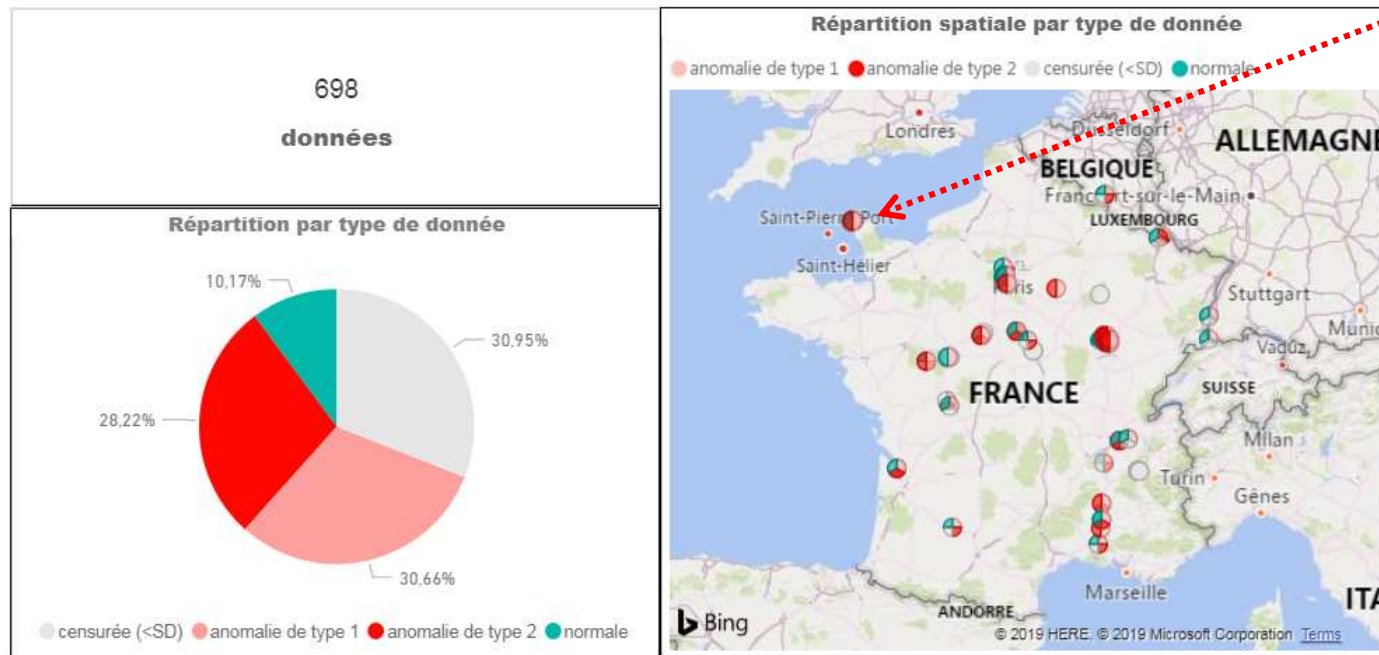 698
données
Répartition par type de donnée
10,17%
30,95%
28,22%
30,66%
censurée (<SD) anomalie de type 1 anomalie de type 2 normale
Répartition spatiale par type de donnée
anomalie de type 1 anomalie de type 2 censurée (<SD) normale
Londres
Düsseldorf
ALLEMAGNE
BELGIQUE
Francfort-sur-le-Main
LUXEMBOURG
Saint-Pierre Port
Saint-Hélier
Paris
Stuttgart
Munic
Vaduz
FRANCE
SUISSE
Milan
Turin
Gênes
Marseille
ITA
ANDORRE
Bing
© 2019 HERE, © 2019 Microsoft Corporation Terms